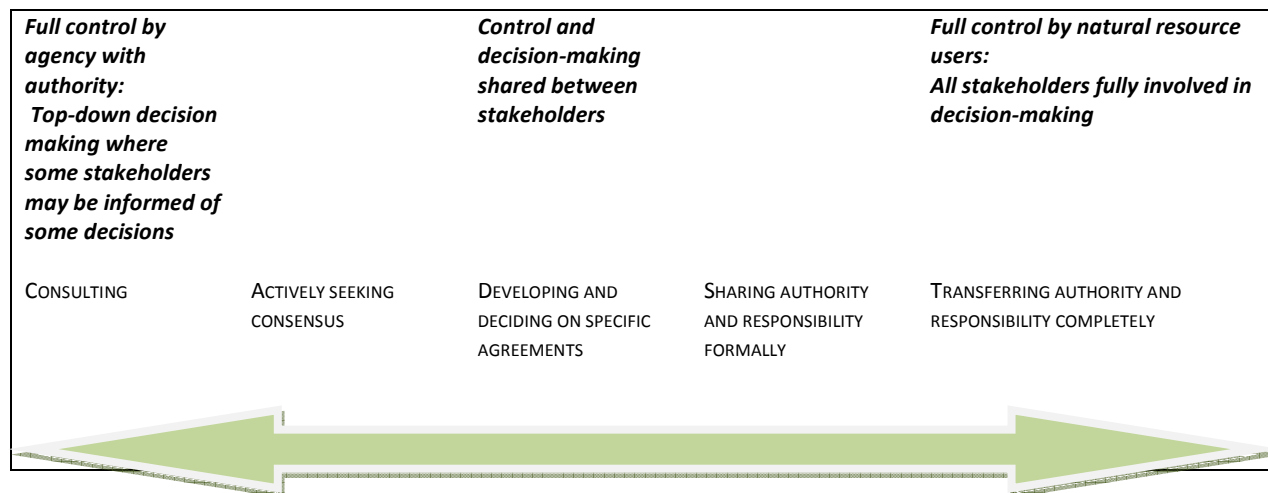 Full control by
agency with
authority:
Top-down decision
making where
some stakeholders
may be informed of
some decisions
Control and
decision-making
shared between
stakeholders
Full control by natural resource
users:
All stakeholders fully involved in
decision-making
CONSULTING
ACTIVELY SEEKING
CONSENSUS
DEVELOPING AND
DECIDING ON SPECIFIC
AGREEMENTS
SHARING AUTHORITY
AND RESPONSIBILITY
FORMALLY
TRANSFERRING AUTHORITY AND
RESPONSIBILITY COMPLETELY